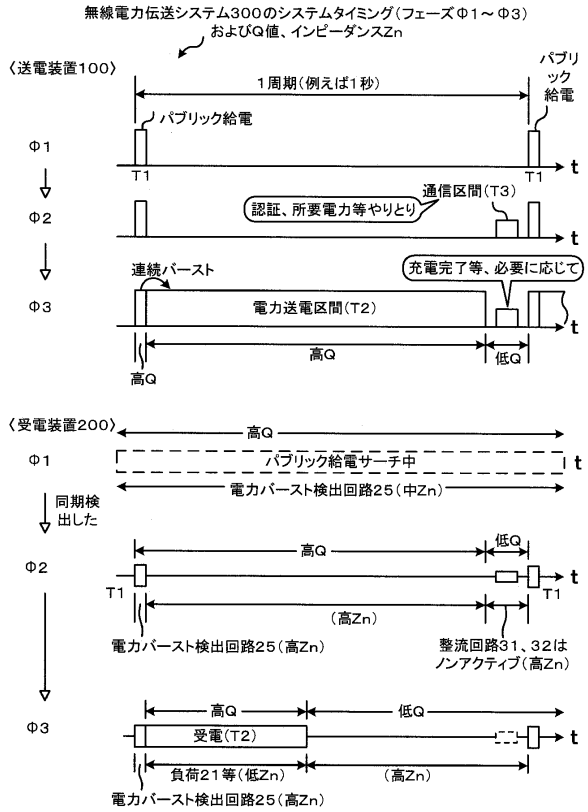 無線電力伝送システム300のシステムタイミング(フェーズΦ1～Φ3)
およびQ値、インピーダンスZn
〈送電装置100〉
1周期(例えば1秒)
パブリック
給電
パブリック給電
Φ1
T1
T1
t
通信区間(T3)
認証、所要電力等やりとり
Φ2
t
連続バースト
充電完了等、必要に応じて
Φ3
電力送電区間(T2)
t
高Q
低Q
高Q
〈受電装置200〉
高Q
Φ1
パブリック給電サーチ中
t
電力バースト検出回路25(中Zn)
同期検
出した
高Q
低Q
Φ2
t
T1
T1
(高Zn)
電力バースト検出回路25(高Zn)
整流回路31、32は
ノンアクティブ(高Zn)
高Q
低Q
Φ3
受電(T2)
t
負荷21等(低Zn)
(高Zn)
電力バースト検出回路25(高Zn)